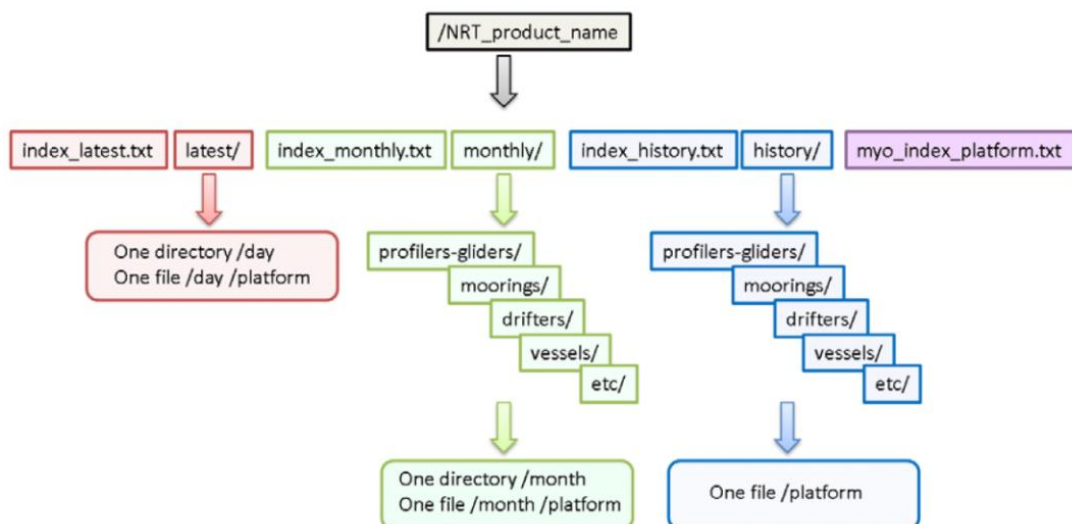 /NRT_product_name
index_latest.txt
latest/
index_monthly.txt
monthly/
index_history.txt
history/
myo_index_platform.txt
One directory /day
One file /day /platform
profilers-gliders/
moorings/
drifters/
vessels/
etc/
profilers-gliders/
moorings/
drifters/
vessels/
etc/
One directory /month
One file /month /platform
One file /platform